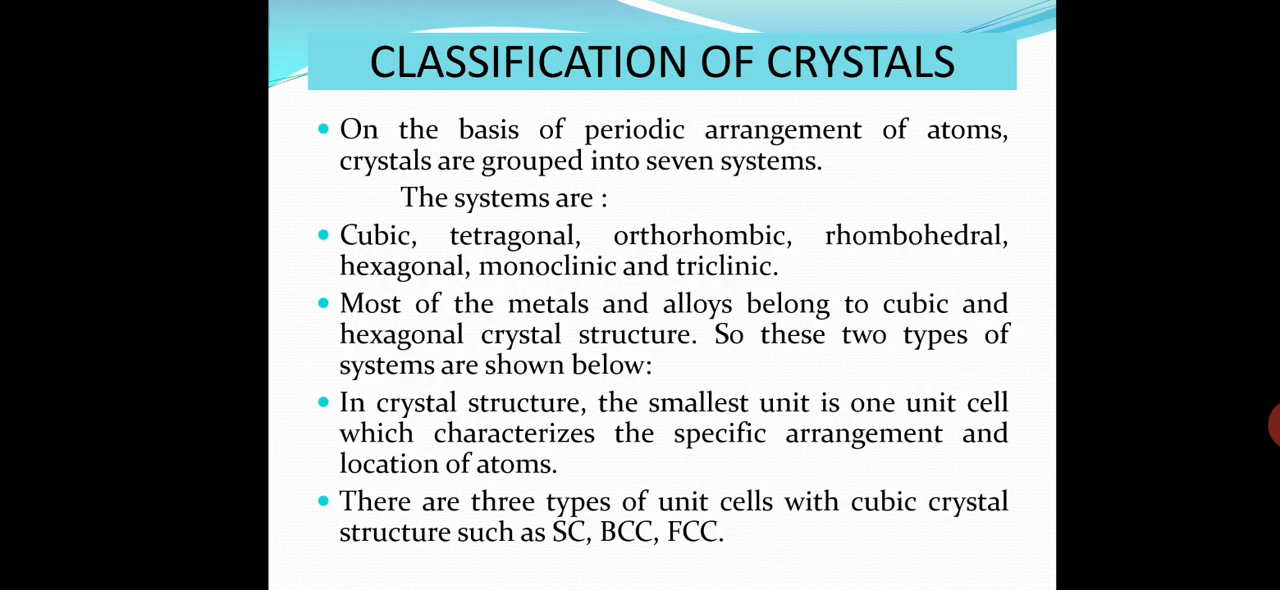 CLASSIFICATION OF CRYSTALS
On the basis of periodic arrangement of atoms,
crystals are grouped into seven systems.
The systems are :
Cubic, tetragonal, orthorhombic, rhombohedral,
hexagonal, monoclinic and triclinic.
Most of the metals and alloys belong to cubic and
hexagonal crystal structure. So these two types of
systems are shown below:
In crystal structure, the smallest unit is one unit cell
which characterizes the specific arrangement and
location of atoms.
There are three types of unit cells with cubic crystal
structure such as SC, BCC, FCC.